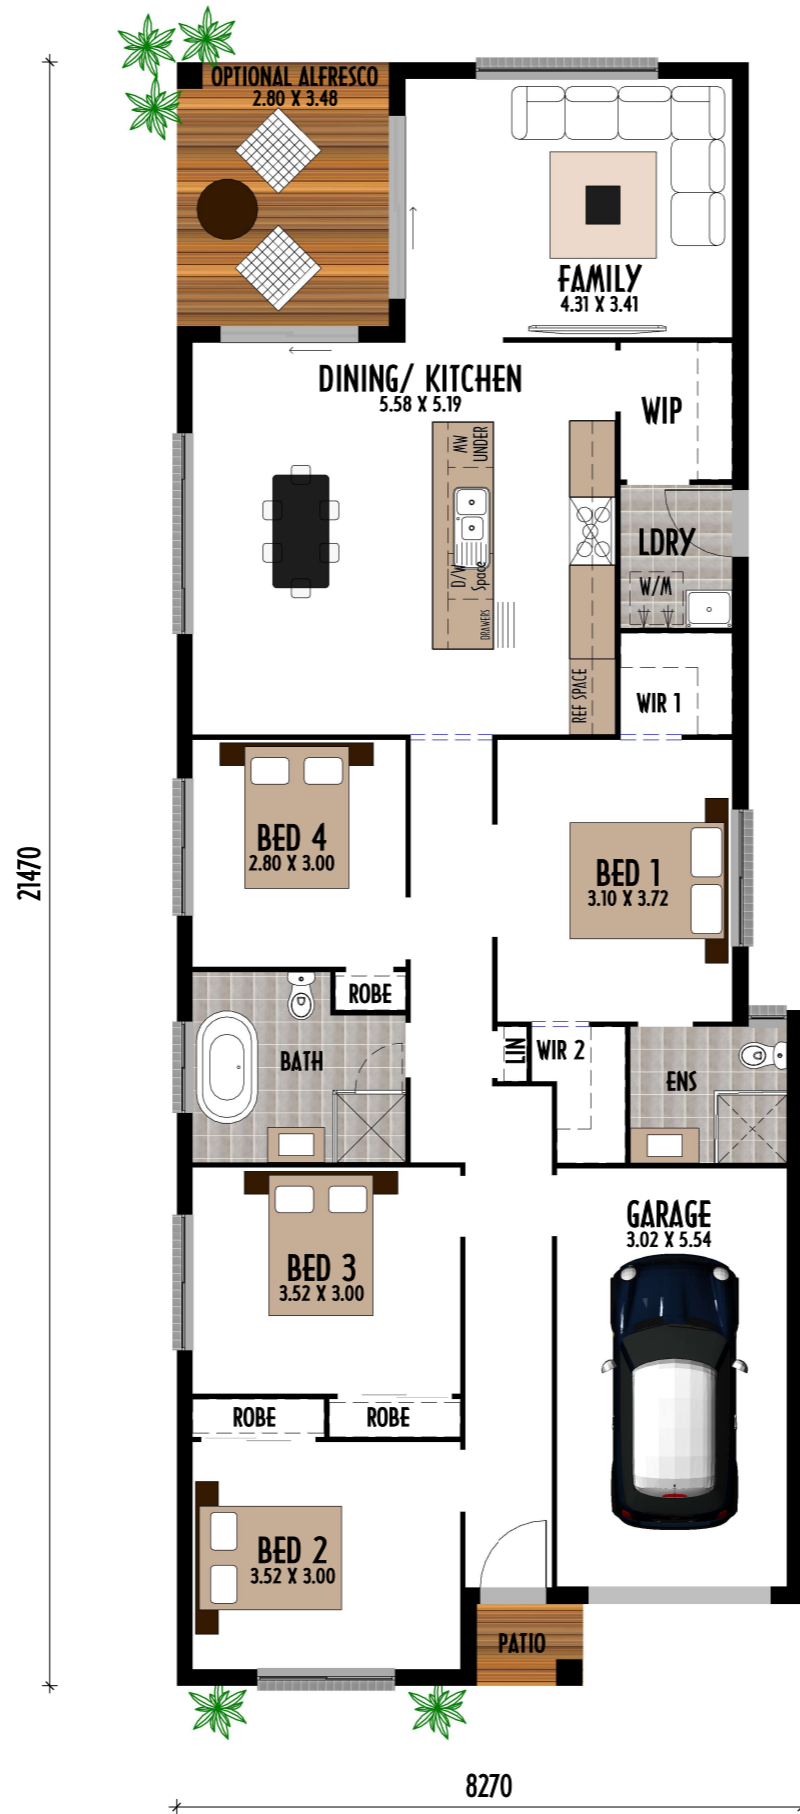 OPTIONAL ALFRESCO
2.80 X 3.48
FAMILY
4.31 X 3.41
DINING/ KITCHEN
5.58 X 5.19
WIP
MW
UNDER
LDRY
W/M
D/W
Space
DRAWERS
REF SPACE
WIR 1
BED 4
2.80 X 3.00
BED 1
3.10 X 3.72
21470
ROBE
BATH
LIN
WIR 2
ENS
GARAGE
3.02 X 5.54
BED 3
3.52 X 3.00
ROBE
ROBE
BED 2
3.52 X 3.00
PATIO
8270